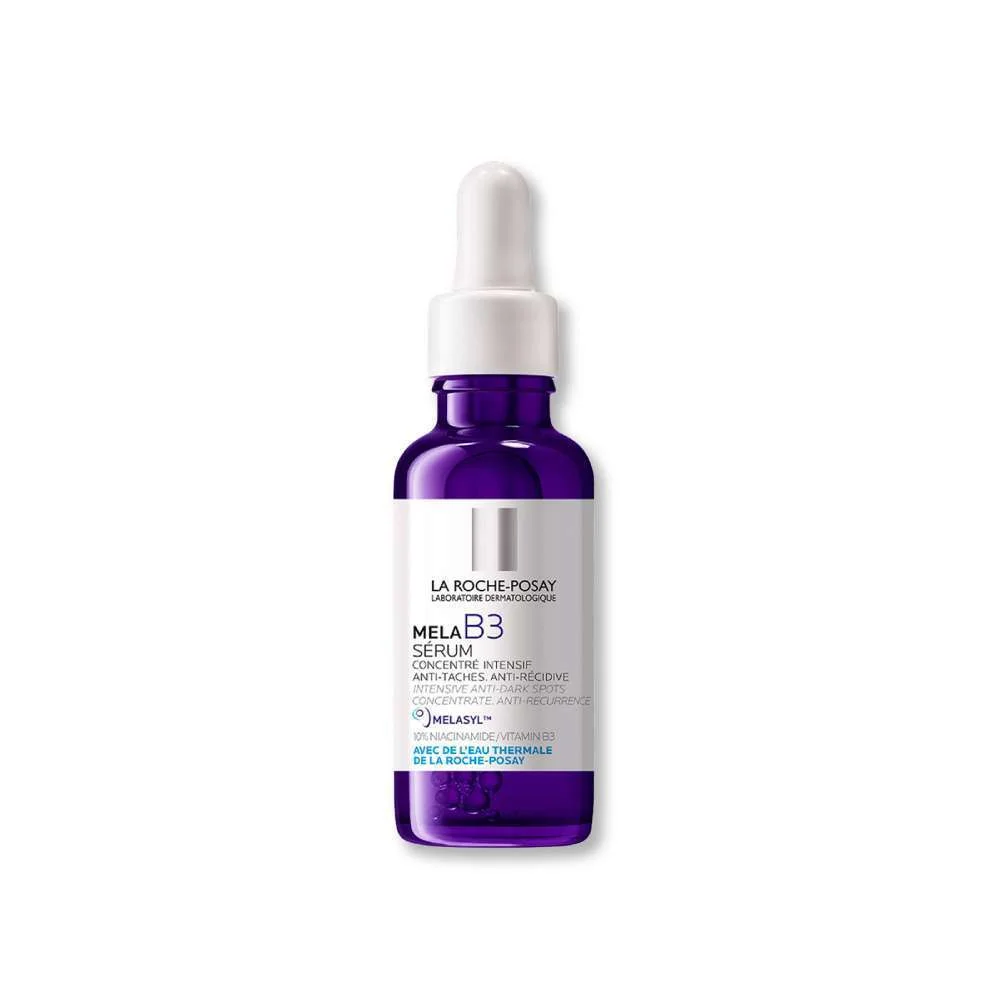 LA ROCHE-POSAY
LABORATOIRE DERMATOLOGIQUE
MELA B3
SÉRUM
CONCENTRÉ INTENSIF
ANTI-TACHES. ANTI-RÉCIDIVE
INTENSIVE ANTI-DARK SPOTS
CONCENTRATE. ANTI-RECURRENCE
MELASYL™
10% NIACINAMIDE/VITAMIN B3
AVEC DE L'EAU THERMALE
DE LA ROCHE-POSAY